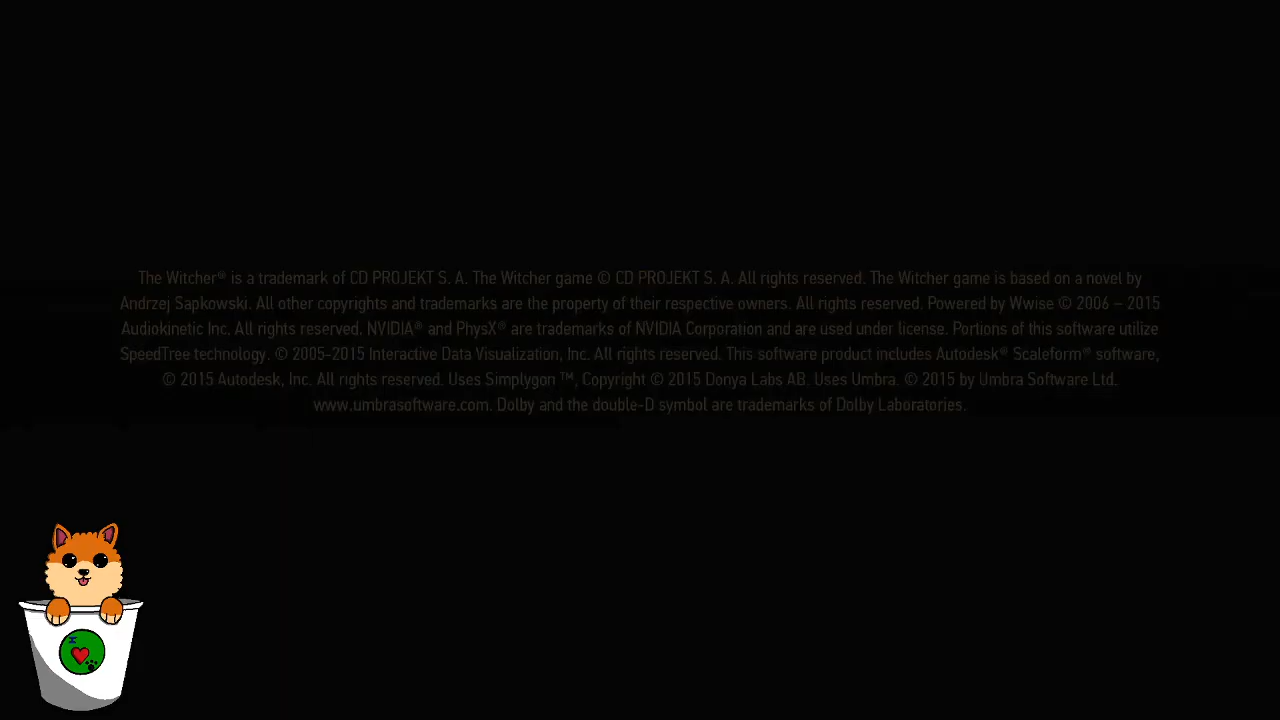 The Witcher® is a trademark of CD PROJEKT S. A. The Witcher game © CD PROJEKT S. A. All rights reserved. The Witcher game is based on a novel by
Andrzej Sapkowski. All other copyrights and trademarks are the property of their respective owners. All rights reserved. Powered by Wwise © 2006 – 2015
Audiokinetic Inc. All rights reserved. NVIDIA® and PhysX® are trademarks of NVIDIA Corporation and are used under license. Portions of this software utilize
SpeedTree technology. © 2005-2015 Interactive Data Visualization, Inc. All rights reserved. This software product includes Autodesk® Scaleform® software,
© 2015 Autodesk, Inc. All rights reserved. Uses Simplygon ™, Copyright © 2015 Donya Labs AB. Uses Umbra. © 2015 by Umbra Software Ltd.
www.umbrasoftware.com. Dolby and the double-D symbol are trademarks of Dolby Laboratories.
I